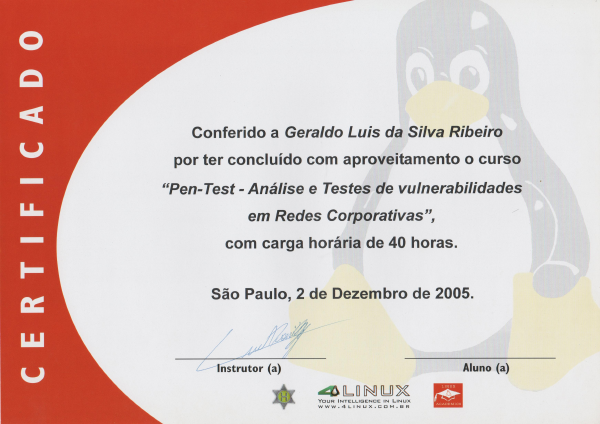 CERTIFICADO
Conferido a Geraldo Luis da Silva Ribeiro
por ter concluído com aproveitamento o curso
“Pen-Test - Análise e Testes de vulnerabilidades
em Redes Corporativas”,
com carga horária de 40 horas.
São Paulo, 2 de Dezembro de 2005.
Instrutor (a)
Aluno (a)
4LINUX
YOUR INTELLIGENCE IN LINUX
WWW.4LINUX.COM.BR